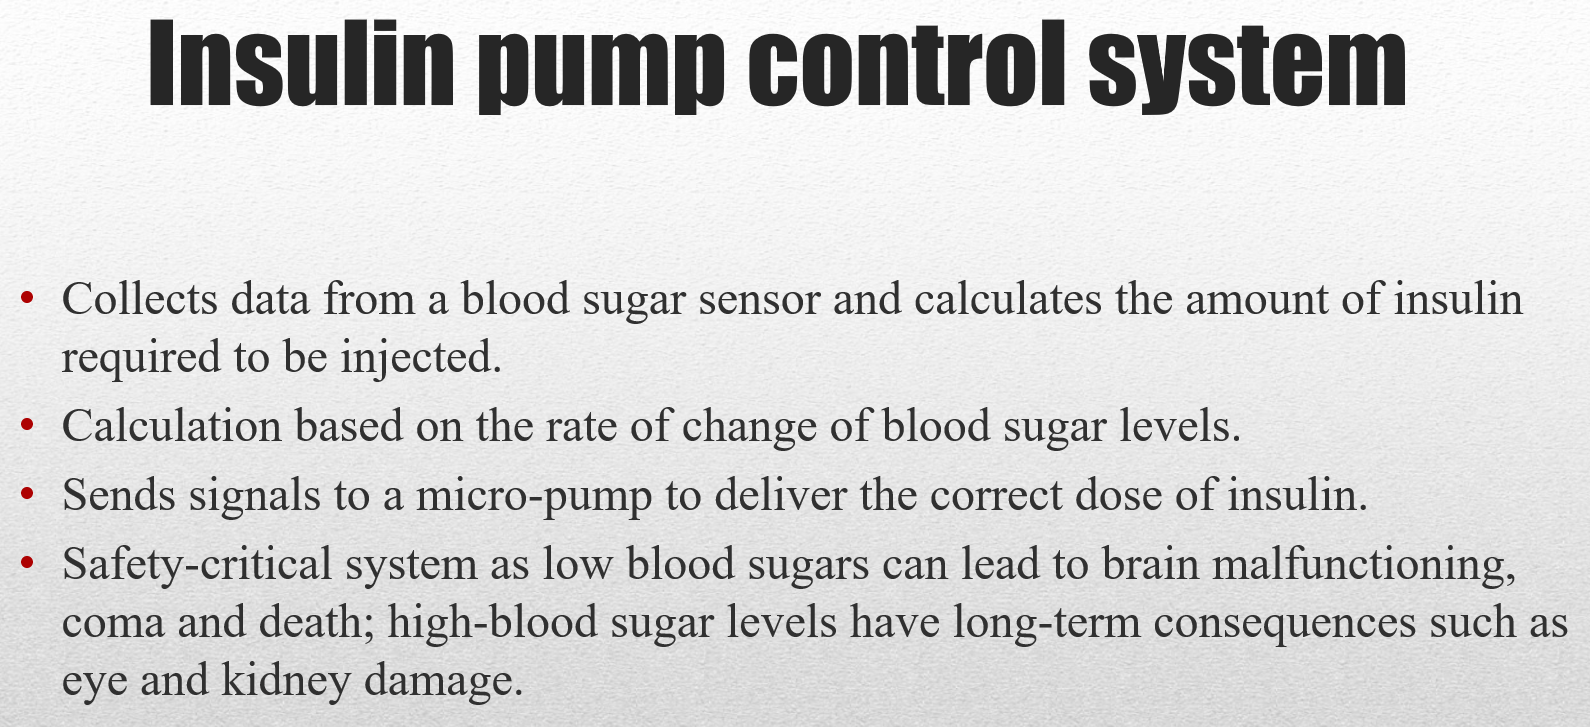 Insulin pump control system
• Collects data from a blood sugar sensor and calculates the amount of insulin
required to be injected.
• Calculation based on the rate of change of blood sugar levels.
• Sends signals to a micro-pump to deliver the correct dose of insulin.
• Safety-critical system as low blood sugars can lead to brain malfunctioning,
coma and death; high-blood sugar levels have long-term consequences such as
eye and kidney damage.